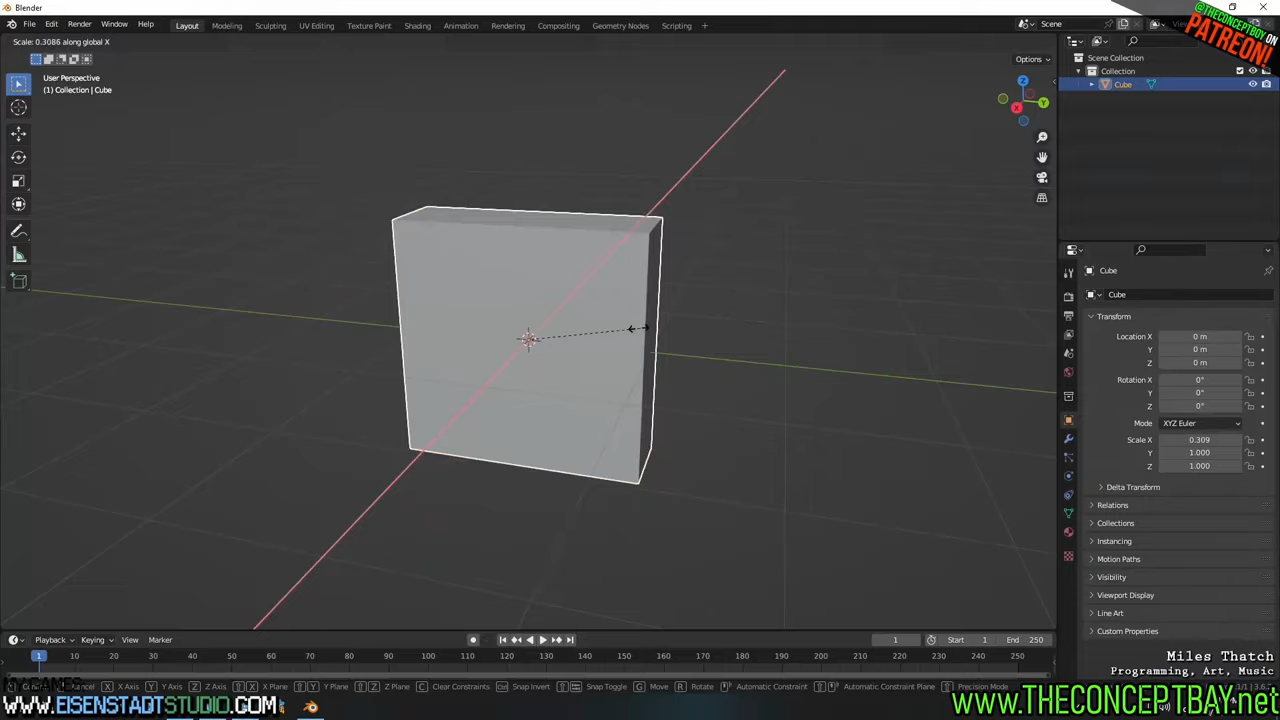 Blender
@THECONCEPTBOY ON
PATREON!
File Edit Render Window Help Layout Modeling Sculpting UV Editing Texture Paint Shading Animation Rendering Compositing Geometry Nodes Scripting + Scene
Scale: 0.3086 along global X
Options
User Perspective
(1) Collection | Cube
Z
Y
X
Scene Collection
Collection
Cube
Cube
Cube
Transform
Location X 0 m
Y 0 m
Z 0 m
Rotation X 0°
Y 0°
Z 0°
Mode XYZ Euler
Scale X 0.309
Y 1.000
Z 1.000
Delta Transform
Relations
Collections
Instancing
Motion Paths
Visibility
Viewport Display
Line Art
Custom Properties
Playback Keying View Marker 1 Start 1 End 250
1 10 20 30 40 50 60 70 80 90 100 110 120 130 140 150 160 170 180 190 200 210 220 230 240 250
Miles Thatch
Programming, Art, Music
X X Axis Y Y Axis Z Z Axis X X Plane Y Y Plane Z Z Plane C Clear Constraints Snap Invert Snap Toggle G Move R Rotate Automatic Constraint Automatic Constraint Plane Precision Mode
www.EISENSTADTSTUDIO.COM
www.THECONCEPTBAY.net